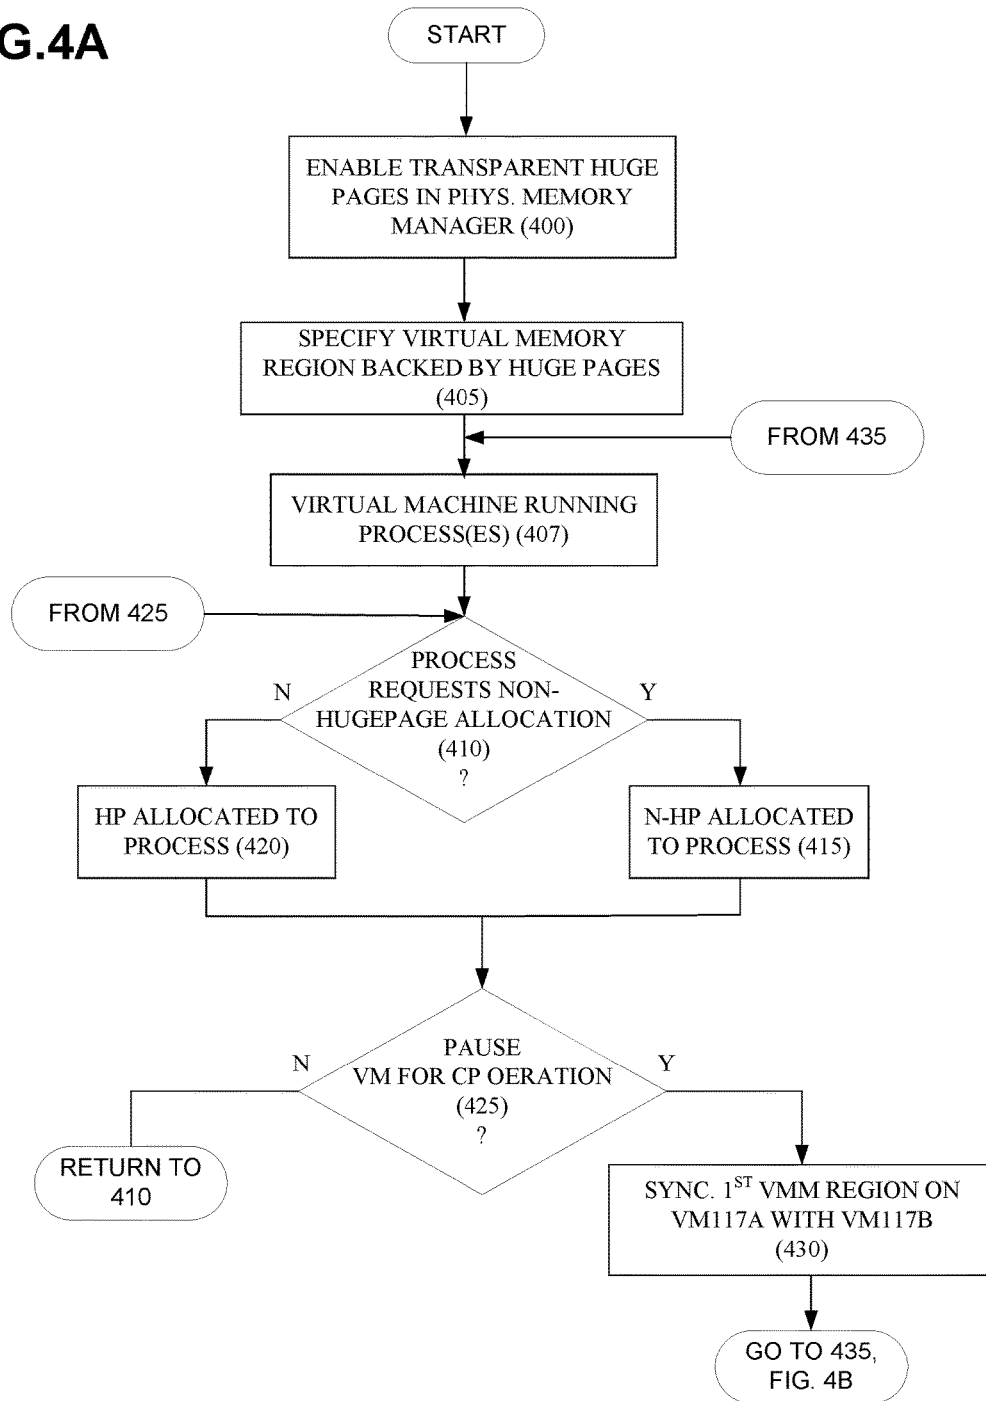 G.4A
START
ENABLE TRANSPARENT HUGE
PAGES IN PHYS. MEMORY
MANAGER (400)
SPECIFY VIRTUAL MEMORY
REGION BACKED BY HUGE PAGES
(405)
FROM 435
VIRTUAL MACHINE RUNNING
PROCESS(ES) (407)
FROM 425
PROCESS
REQUESTS NON-
HUGEPAGE ALLOCATION
(410)
?
N
Y
HP ALLOCATED TO
PROCESS (420)
N-HP ALLOCATED
TO PROCESS (415)
PAUSE
VM FOR CP OERATION
(425)
?
N
Y
RETURN TO
410
SYNC. 1ST VMM REGION ON
VM117A WITH VM117B
(430)
GO TO 435,
FIG. 4B